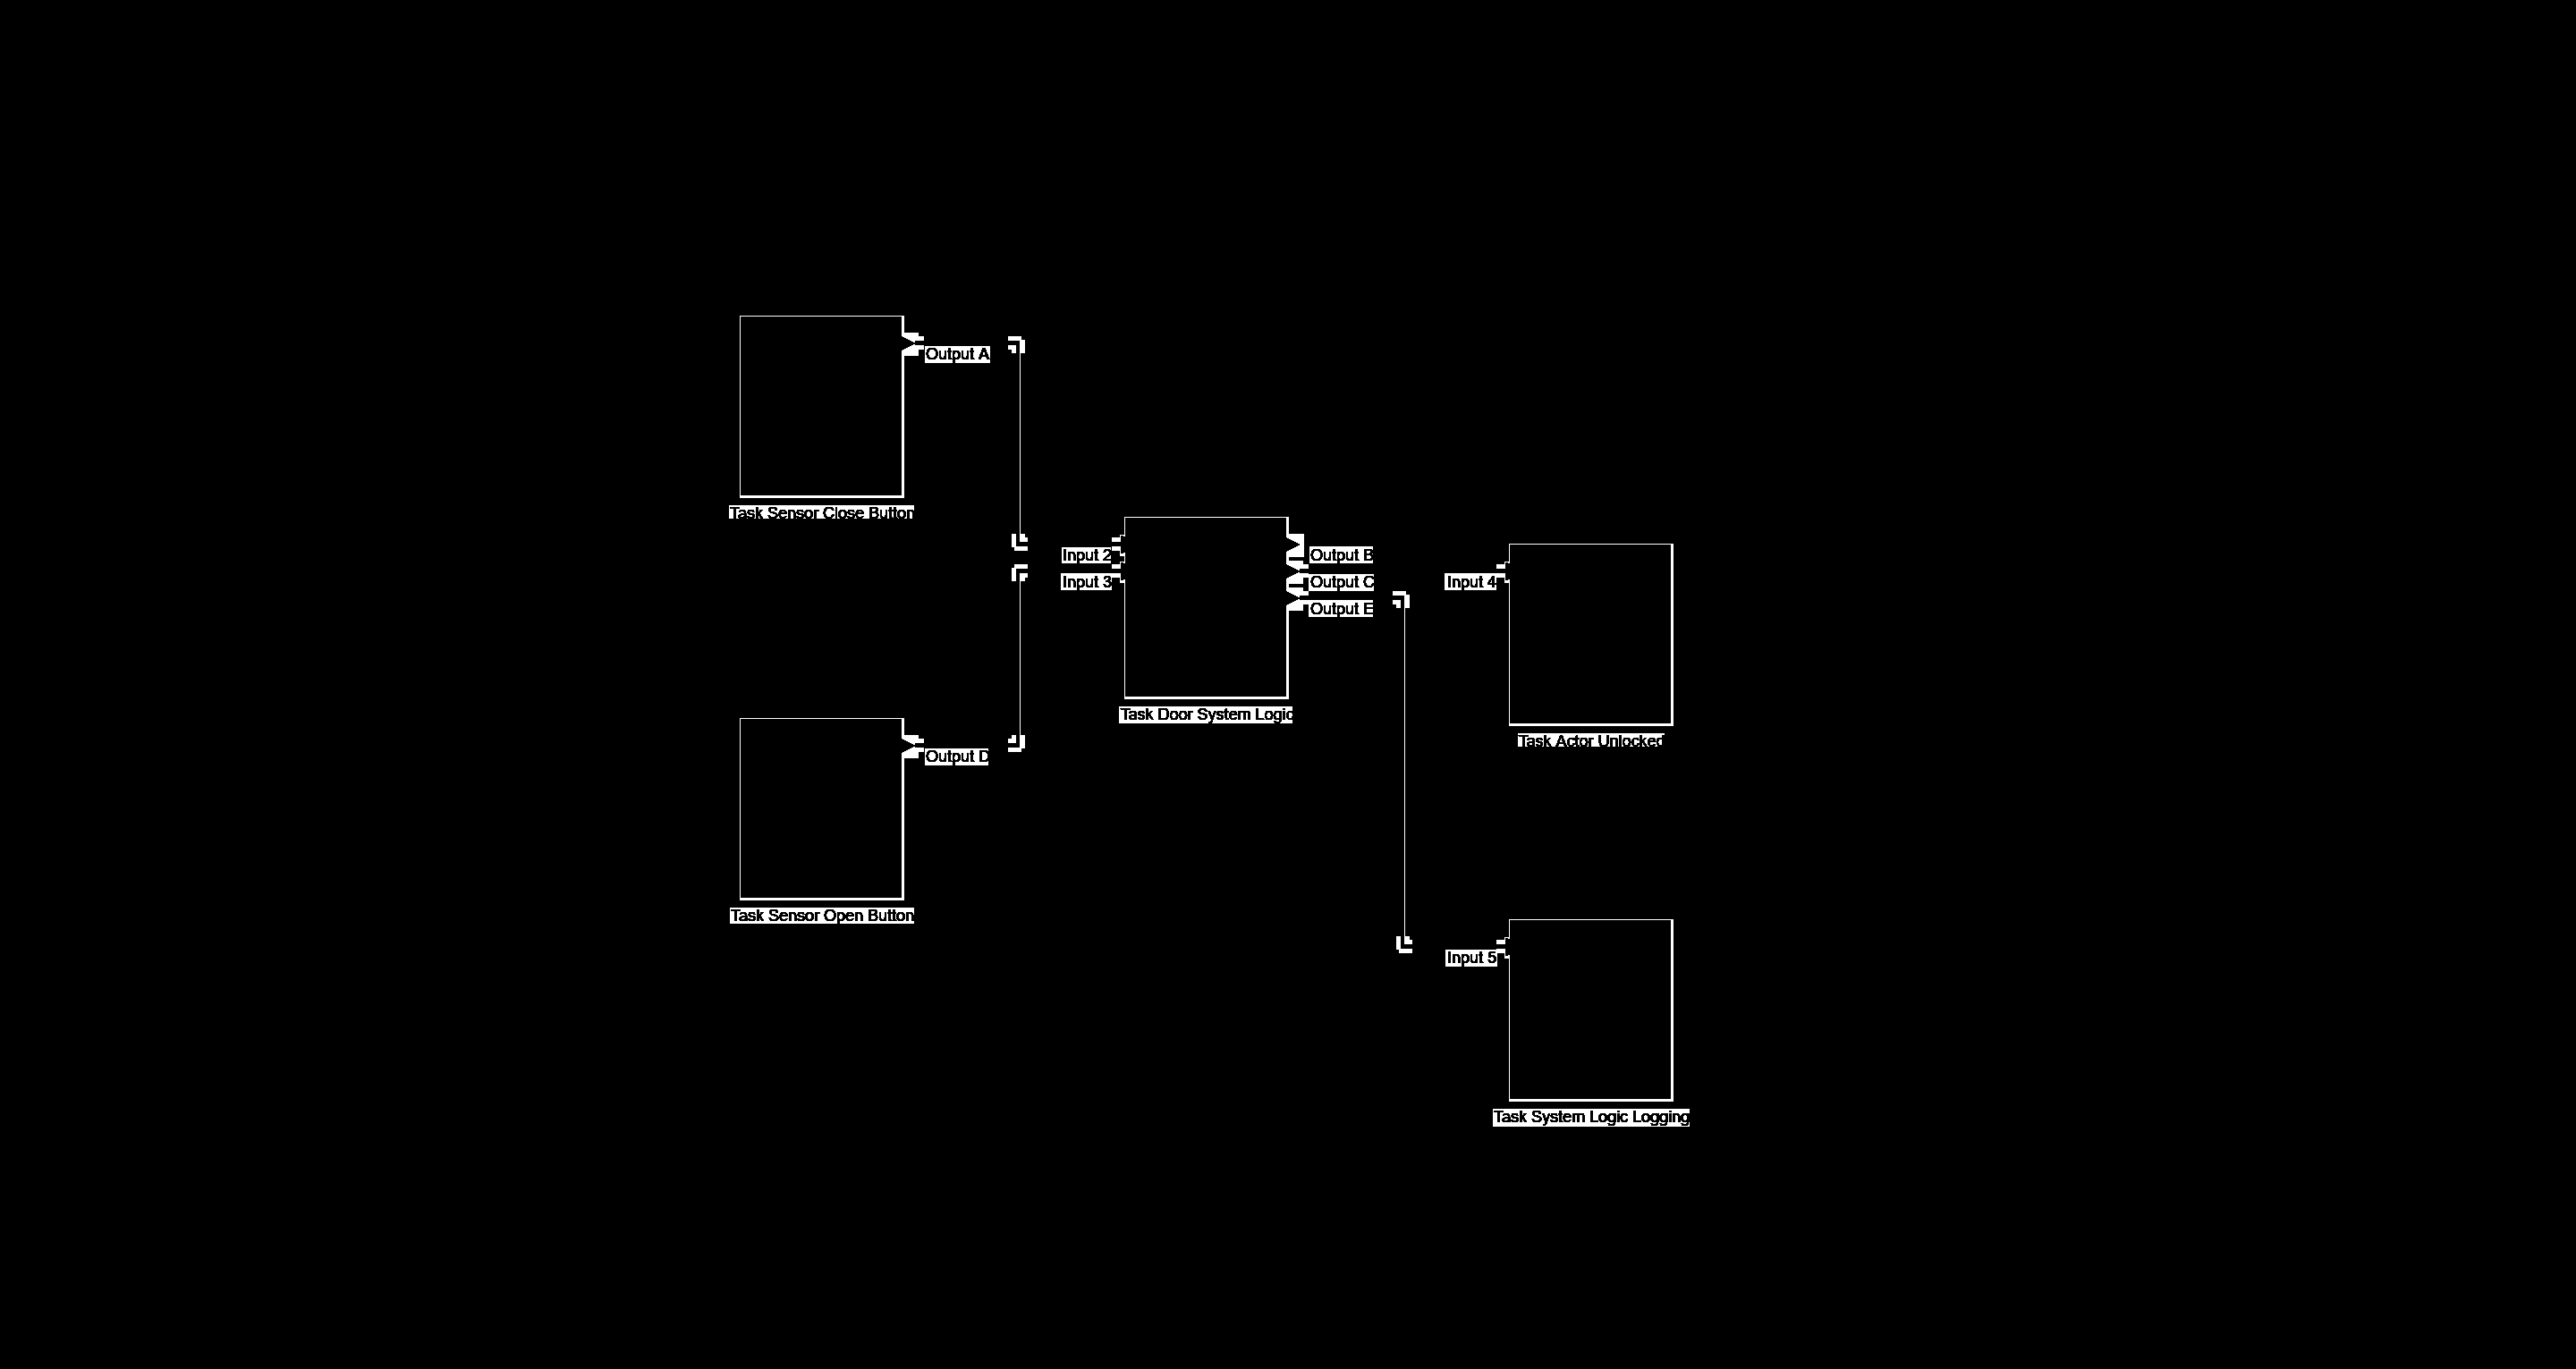 Output A
Task Sensor Close Button
Input 2
Input 3
Output B
Output C
Output E
Task Door System Logic
Input 4
Task Actor Unlocked
Output D
Task Sensor Open Button
Input 5
Task System Logic Logging